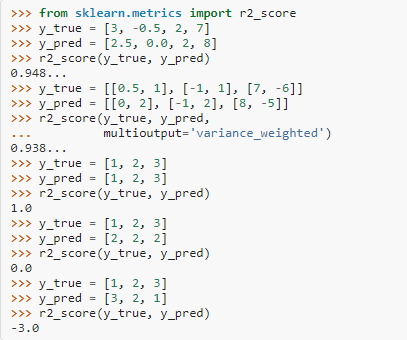 >>> from sklearn.metrics import r2_score
>>> y_true = [3, -0.5, 2, 7]
>>> y_pred = [2.5, 0.0, 2, 8]
>>> r2_score(y_true, y_pred)
0.948...
>>> y_true = [[0.5, 1], [-1, 1], [7, -6]]
>>> y_pred = [[0, 2], [-1, 2], [8, -5]]
>>> r2_score(y_true, y_pred,
...          multioutput='variance_weighted')
0.938...
>>> y_true = [1, 2, 3]
>>> y_pred = [1, 2, 3]
>>> r2_score(y_true, y_pred)
1.0
>>> y_true = [1, 2, 3]
>>> y_pred = [2, 2, 2]
>>> r2_score(y_true, y_pred)
0.0
>>> y_true = [1, 2, 3]
>>> y_pred = [3, 2, 1]
>>> r2_score(y_true, y_pred)
-3.0